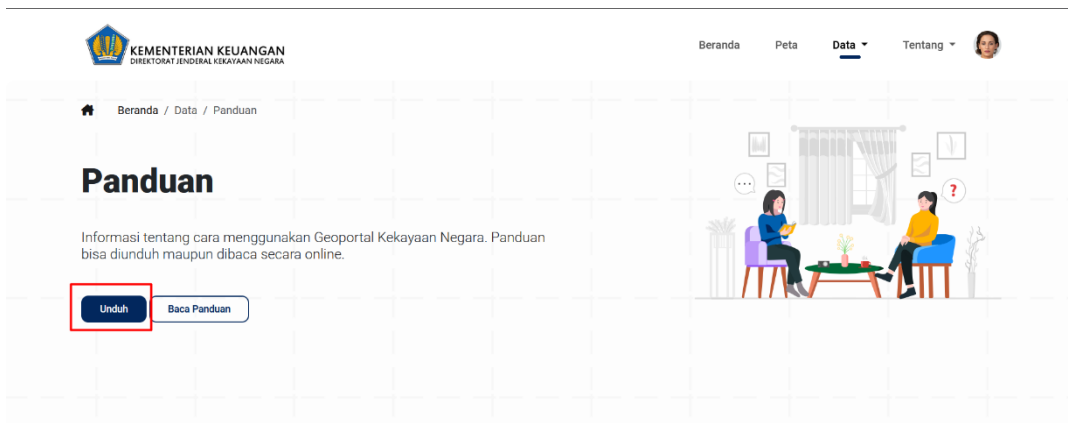 KEMENTERIAN KEUANGAN
DIREKTORAT JENDERAL KEKAYAAN NEGARA
Beranda Peta Data Tentang
Beranda / Data / Panduan
Panduan
Informasi tentang cara menggunakan Geoportal Kekayaan Negara. Panduan
bisa diunduh maupun dibaca secara online.
Unduh Baca Panduan
...
?